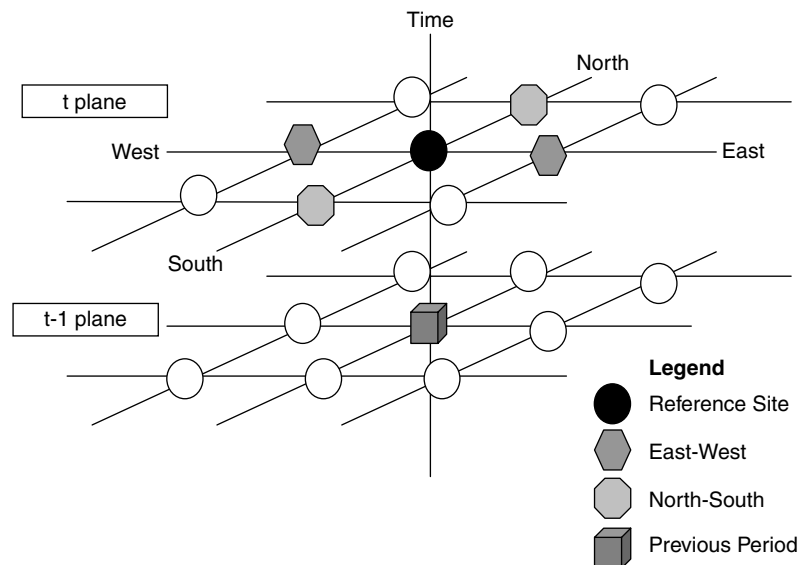 Time
North
t plane
West
East
South
t-1 plane
Legend
Reference Site
East-West
North-South
Previous Period